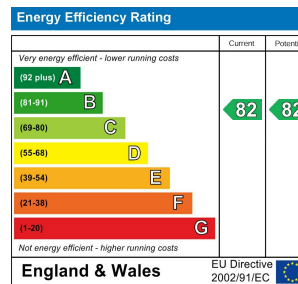 Energy Efficiency Rating
Current Potenti
Very energy efficient - lower running costs
(92 plus) A
(81-91) B
82 82
(69-80) C
(55-68) D
(39-54) E
(21-38) F
(1-20) G
Not energy efficient - higher running costs
England & Wales
EU Directive
2002/91/EC